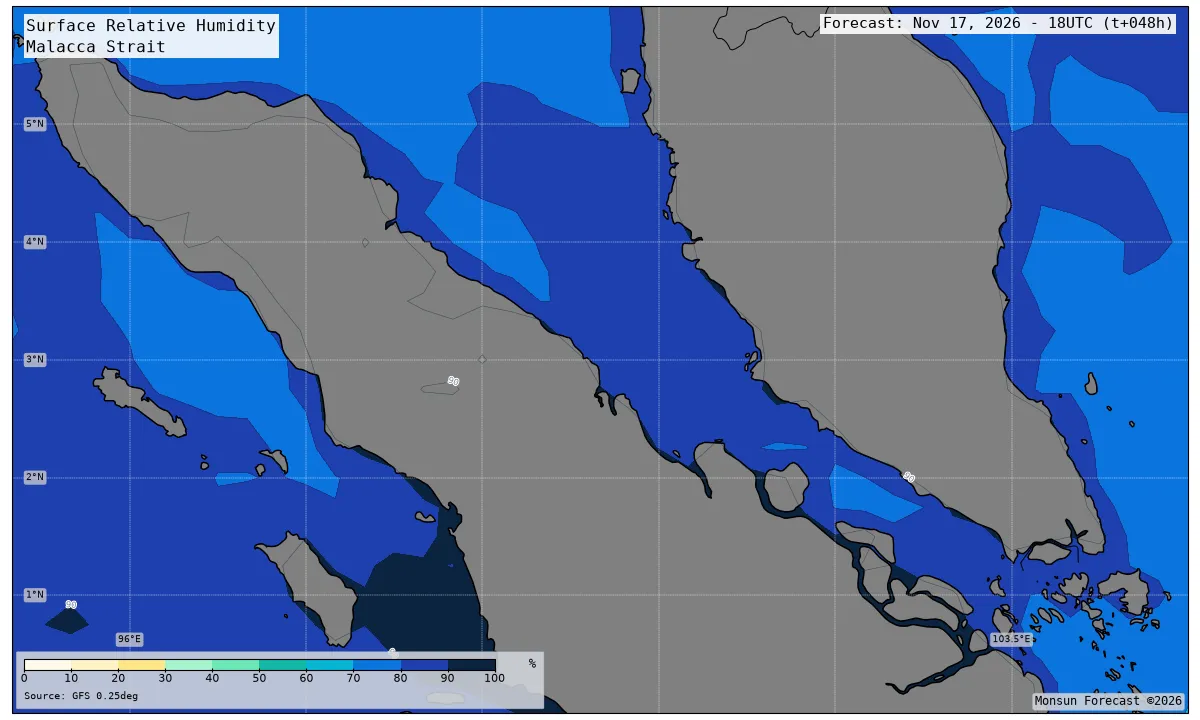 Surface Relative Humidity
Malacca Strait
Forecast: Nov 17, 2026 - 18UTC (t+048h)
5°N
4°N
3°N
90
2°N
90
1°N
90
96°E
103.5°E
%
0 10 20 30 40 50 60 70 80 90 100
Source: GFS 0.25deg
Monsun Forecast ©2026